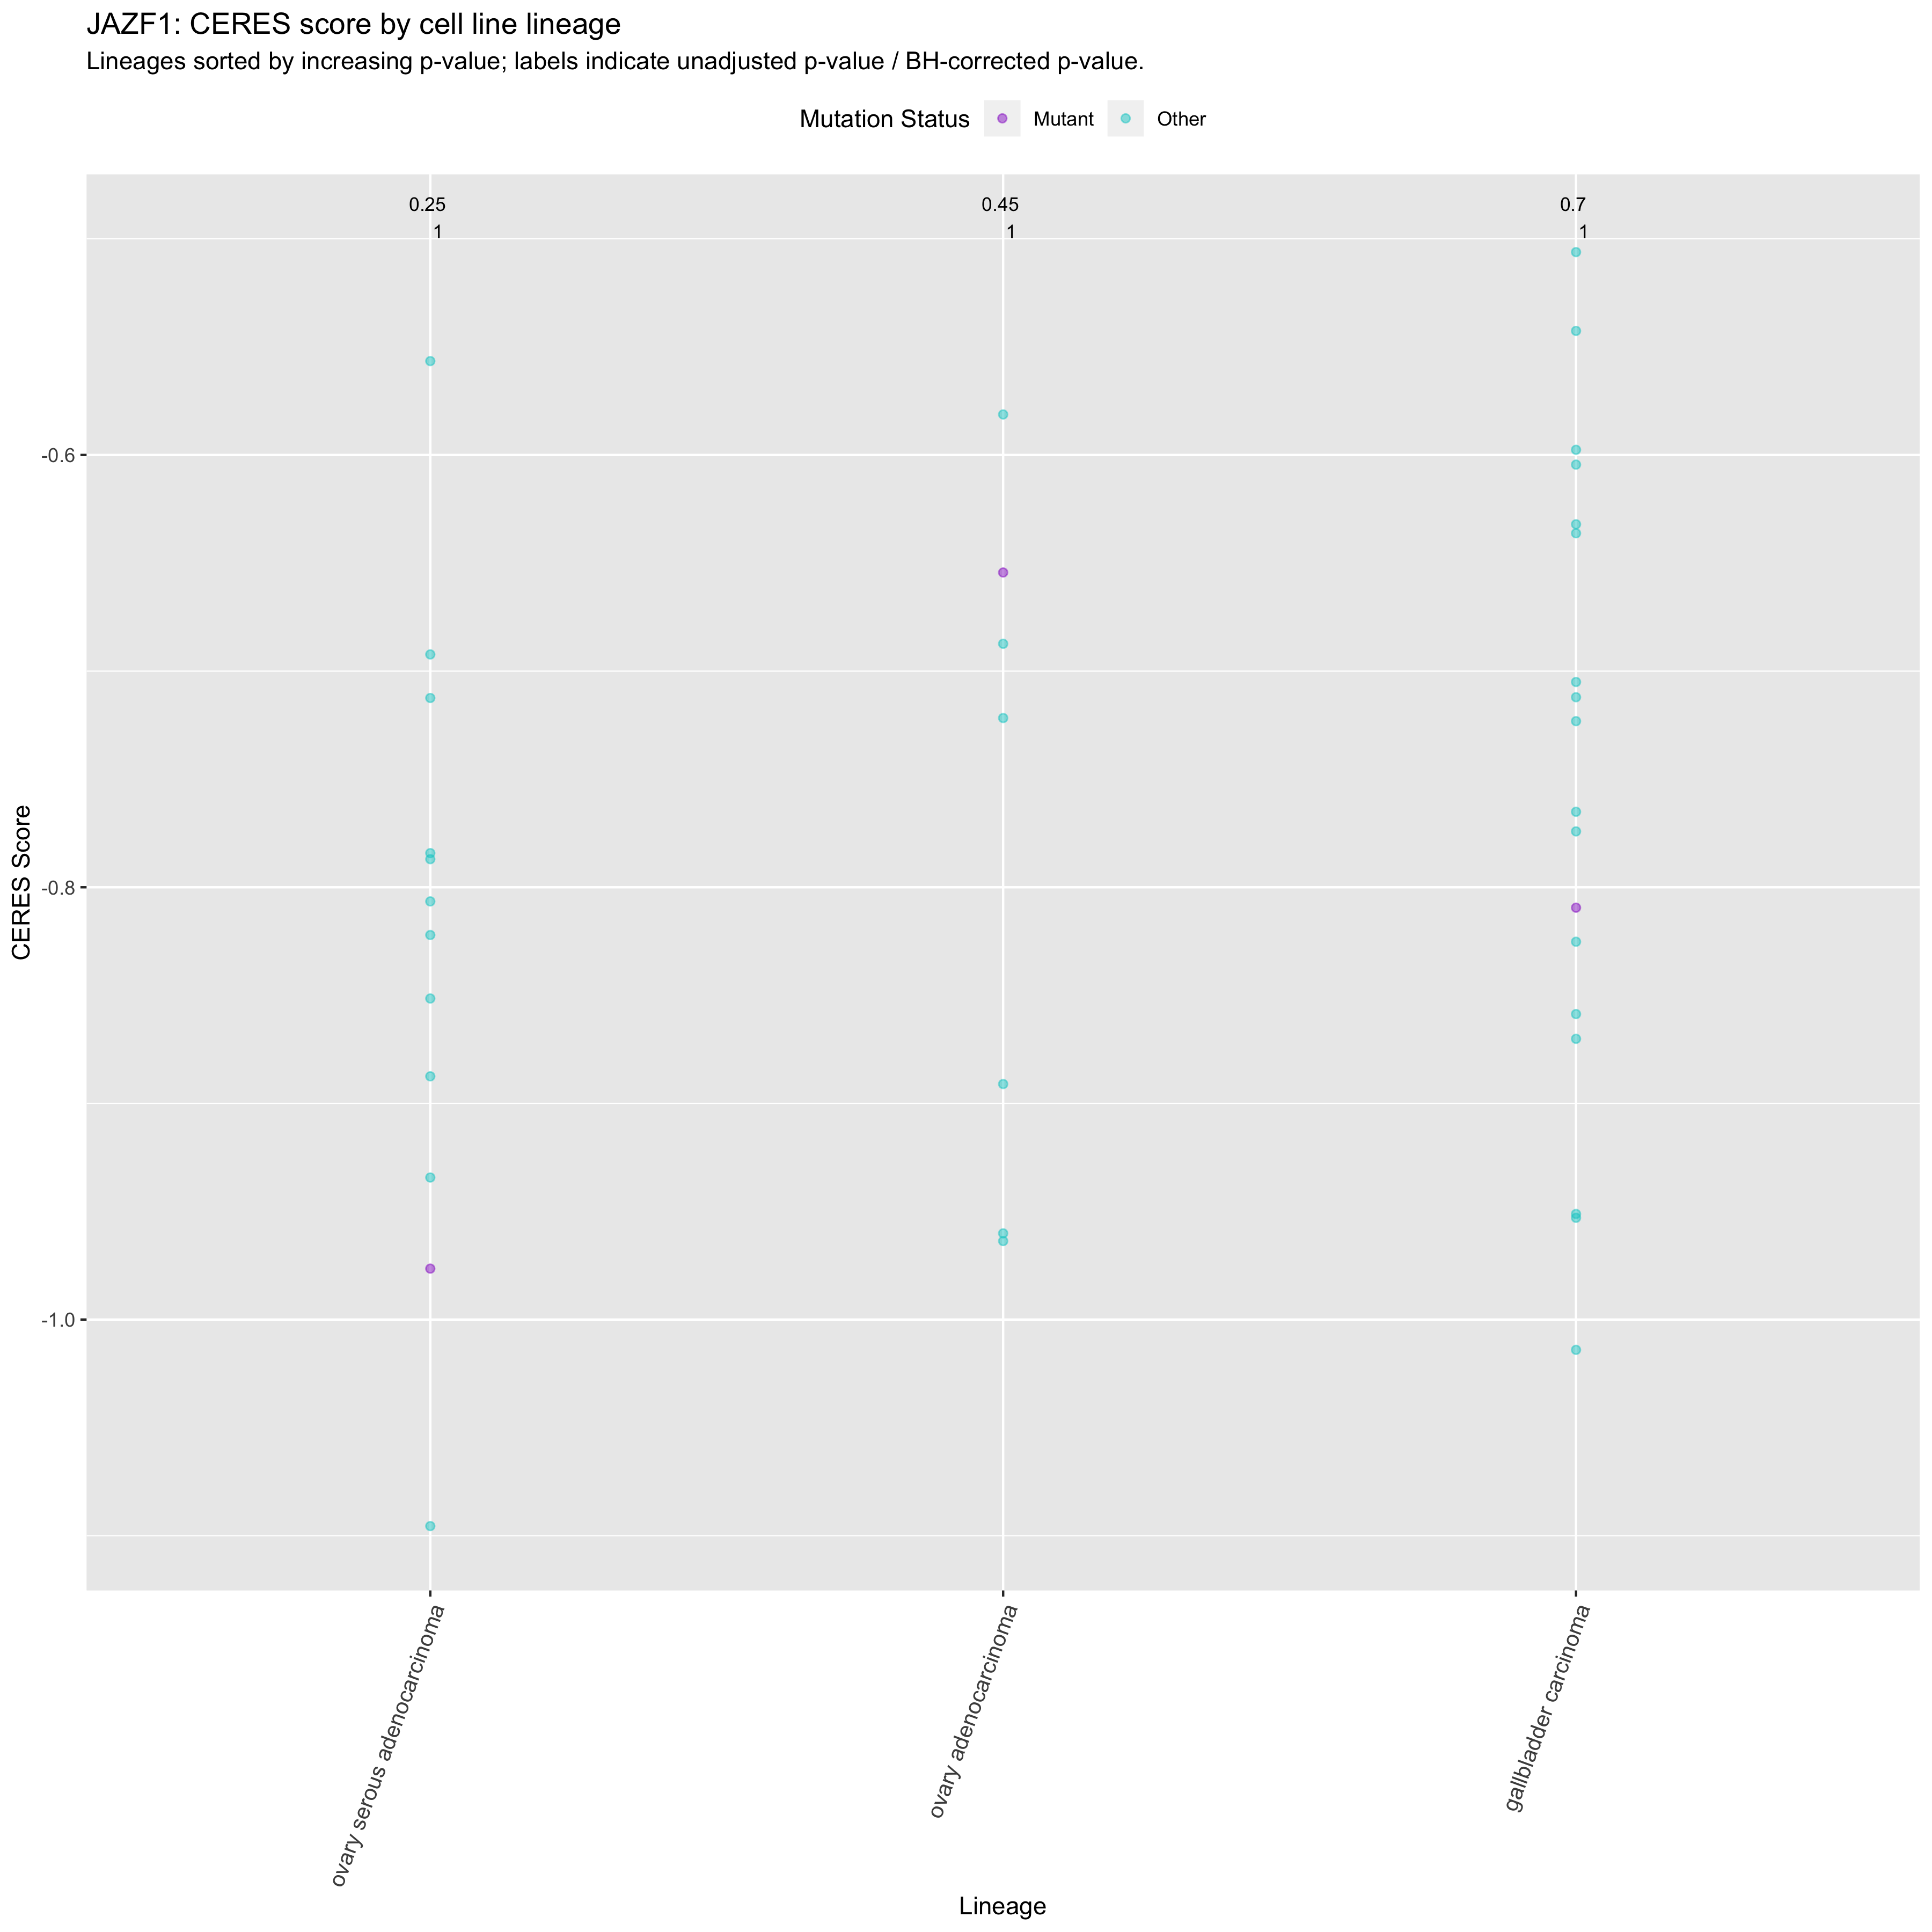 JAZF1: CERES score by cell line lineage
Lineages sorted by increasing p-value; labels indicate unadjusted p-value / BH-corrected p-value.
Mutation Status Mutant Other
0.25 0.45 0.7
1 1 1
-0.6
-0.8
-1.0
CERES Score
ovary serous adenocarcinoma
ovary adenocarcinoma
gallbladder carcinoma
Lineage